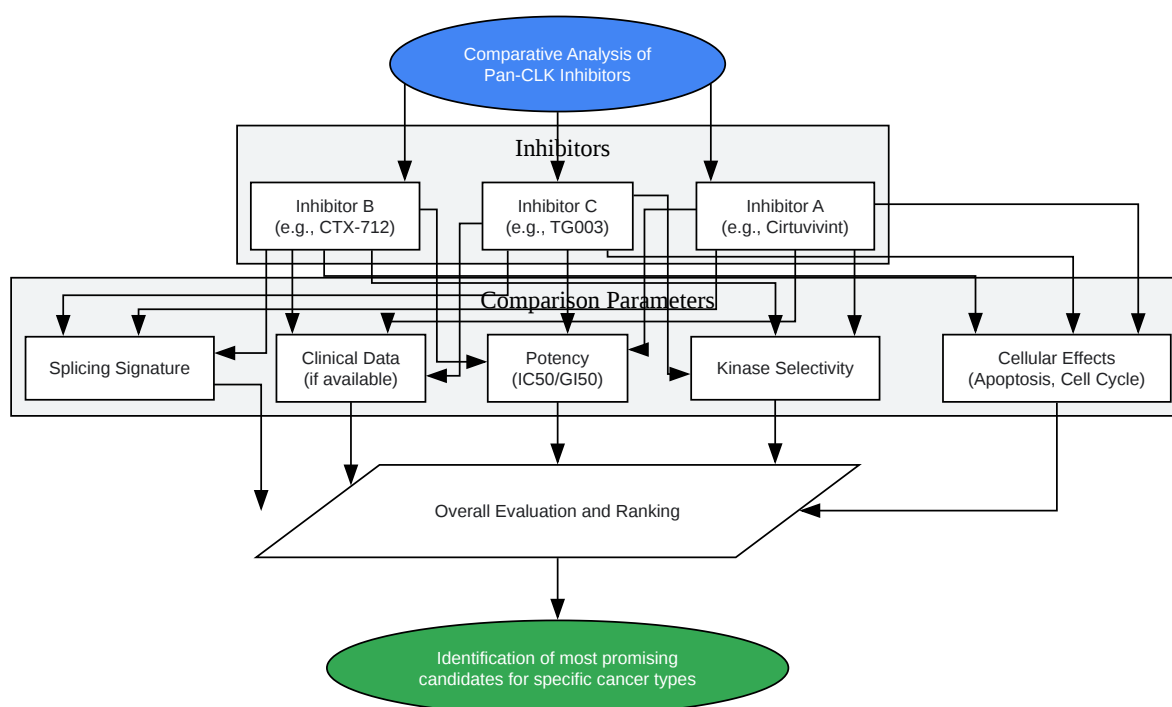 Comparative Analysis of
Pan-CLK Inhibitors
Inhibitors
Inhibitor B
(e.g., CTX-712)
Inhibitor C
(e.g., TG003)
Inhibitor A
(e.g., Cirtuvivint)
Comparison Parameters
Splicing Signature
Clinical Data
(if available)
Potency
(IC50/GI50)
Kinase Selectivity
Cellular Effects
(Apoptosis, Cell Cycle)
Overall Evaluation and Ranking
Identification of most promising
candidates for specific cancer types